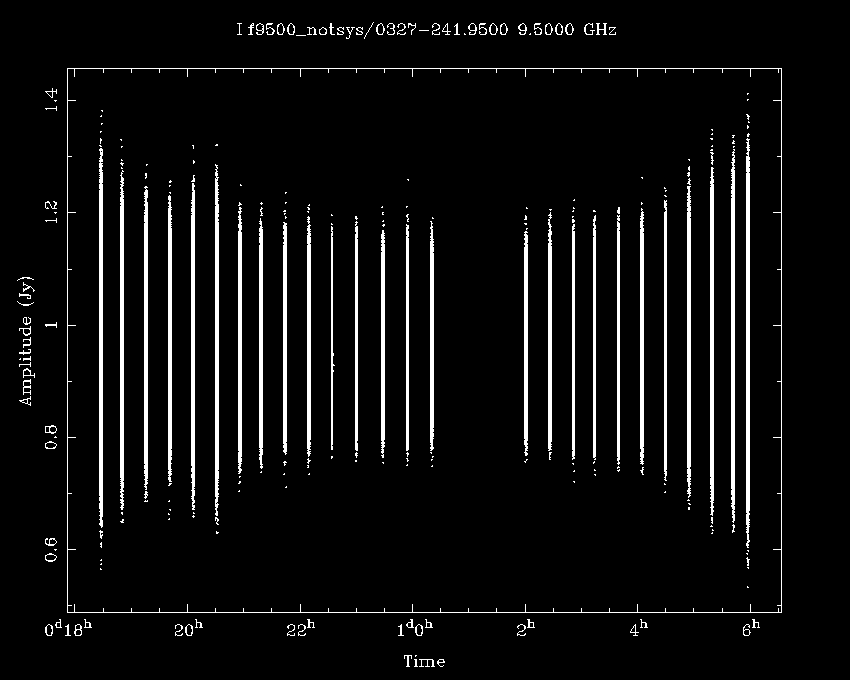 I f9500_notsys/0327-241.9500 9.5000 GHz
Amplitude (Jy)
1.4
1.2
1
0.8
0.6
0d18h 20h 22h 1d0h 2h 4h 6h
Time